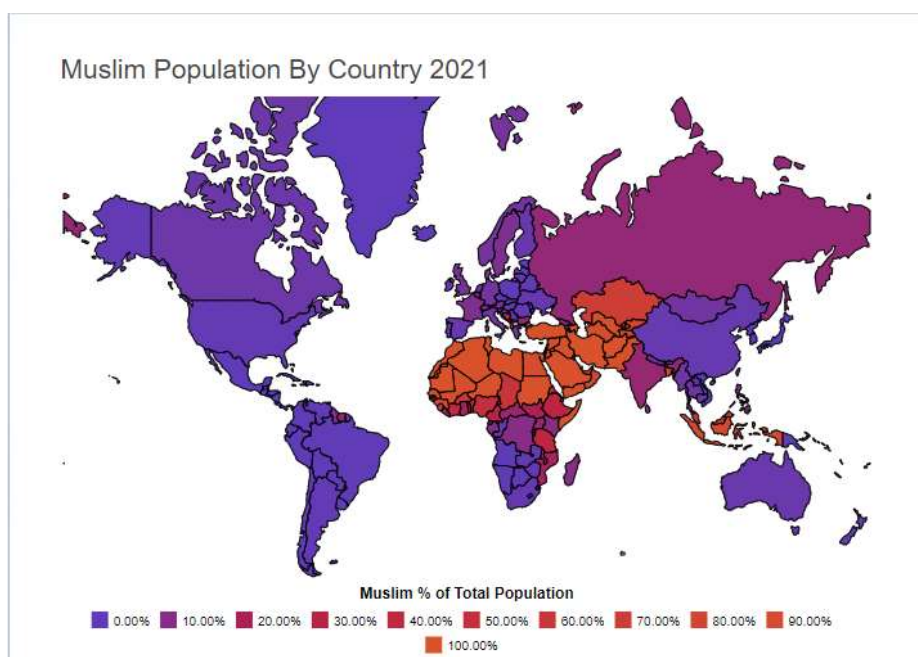 Muslim Population By Country 2021
Muslim % of Total Population
0.00% 10.00% 20.00% 30.00% 40.00% 50.00% 60.00% 70.00% 80.00% 90.00%
100.00%